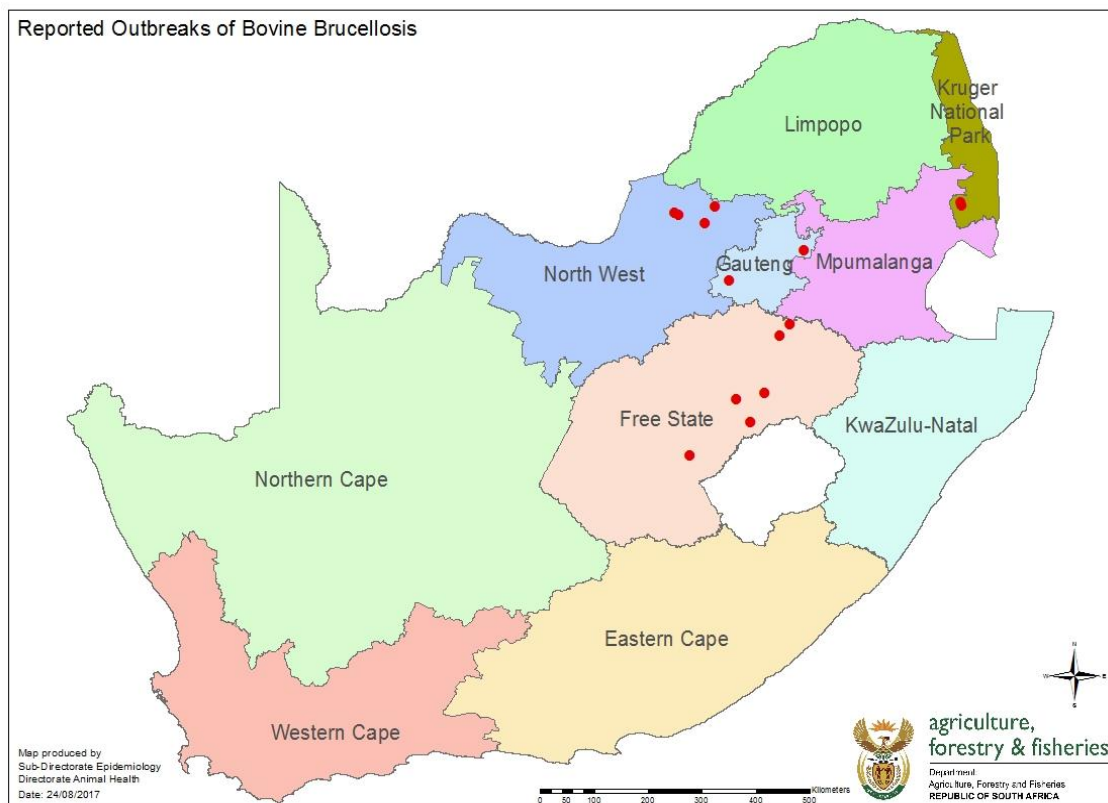 Reported Outbreaks of Bovine Brucellosis
Kruger
National
Park
Limpopo
North West
Gauteng
Mpumalanga
Free State
KwaZulu-Natal
Northern Cape
Eastern Cape
Western Cape
N
W
E
S
Map produced by
Sub-Directorate Epidemiology
Directorate Animal Health
Date: 24/08/2017
Kilometers
0 25 50 100 200 300 400 500
agriculture,
forestry & fisheries
Department:
Agriculture, Forestry and Fisheries
REPUBLIC OF SOUTH AFRICA